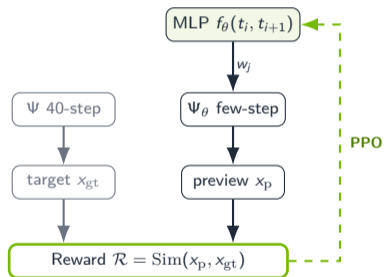 MLP f_θ(t_i, t_{i+1})
w_j
Ψ 40-step
Ψ_θ few-step
PPO
target x_gt
preview x_p
Reward ℛ = Sim(x_p, x_gt)